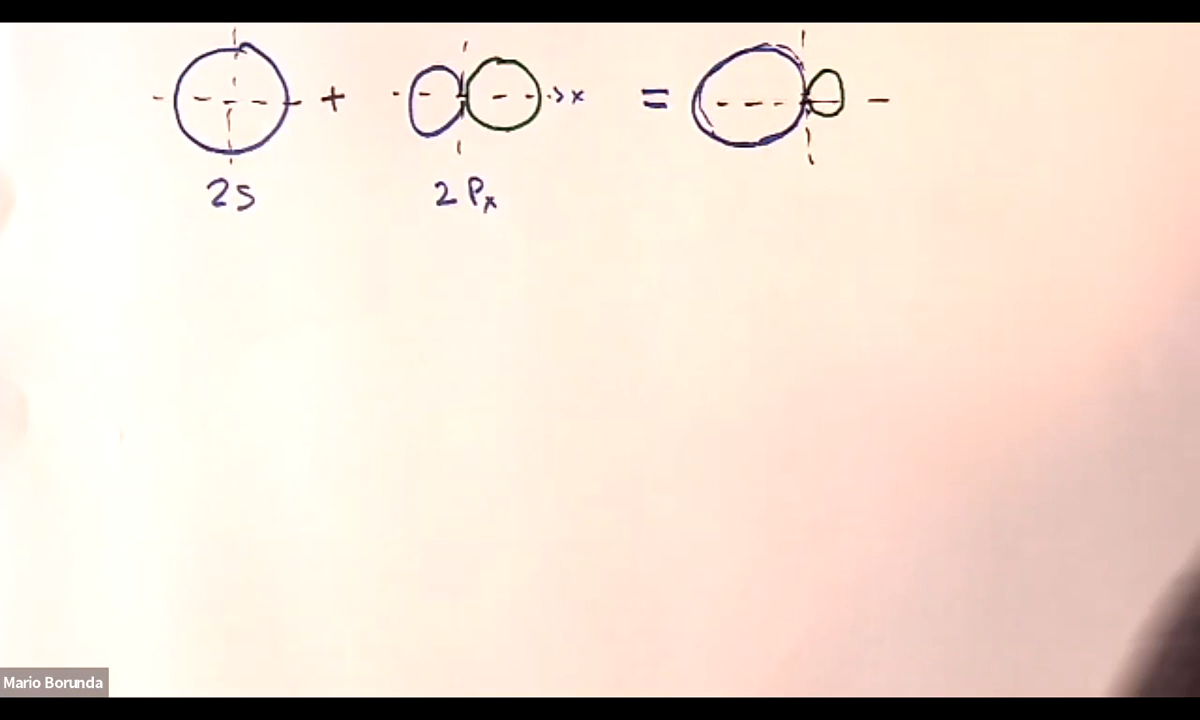 + x =
2s 2Px
Mario Borunda